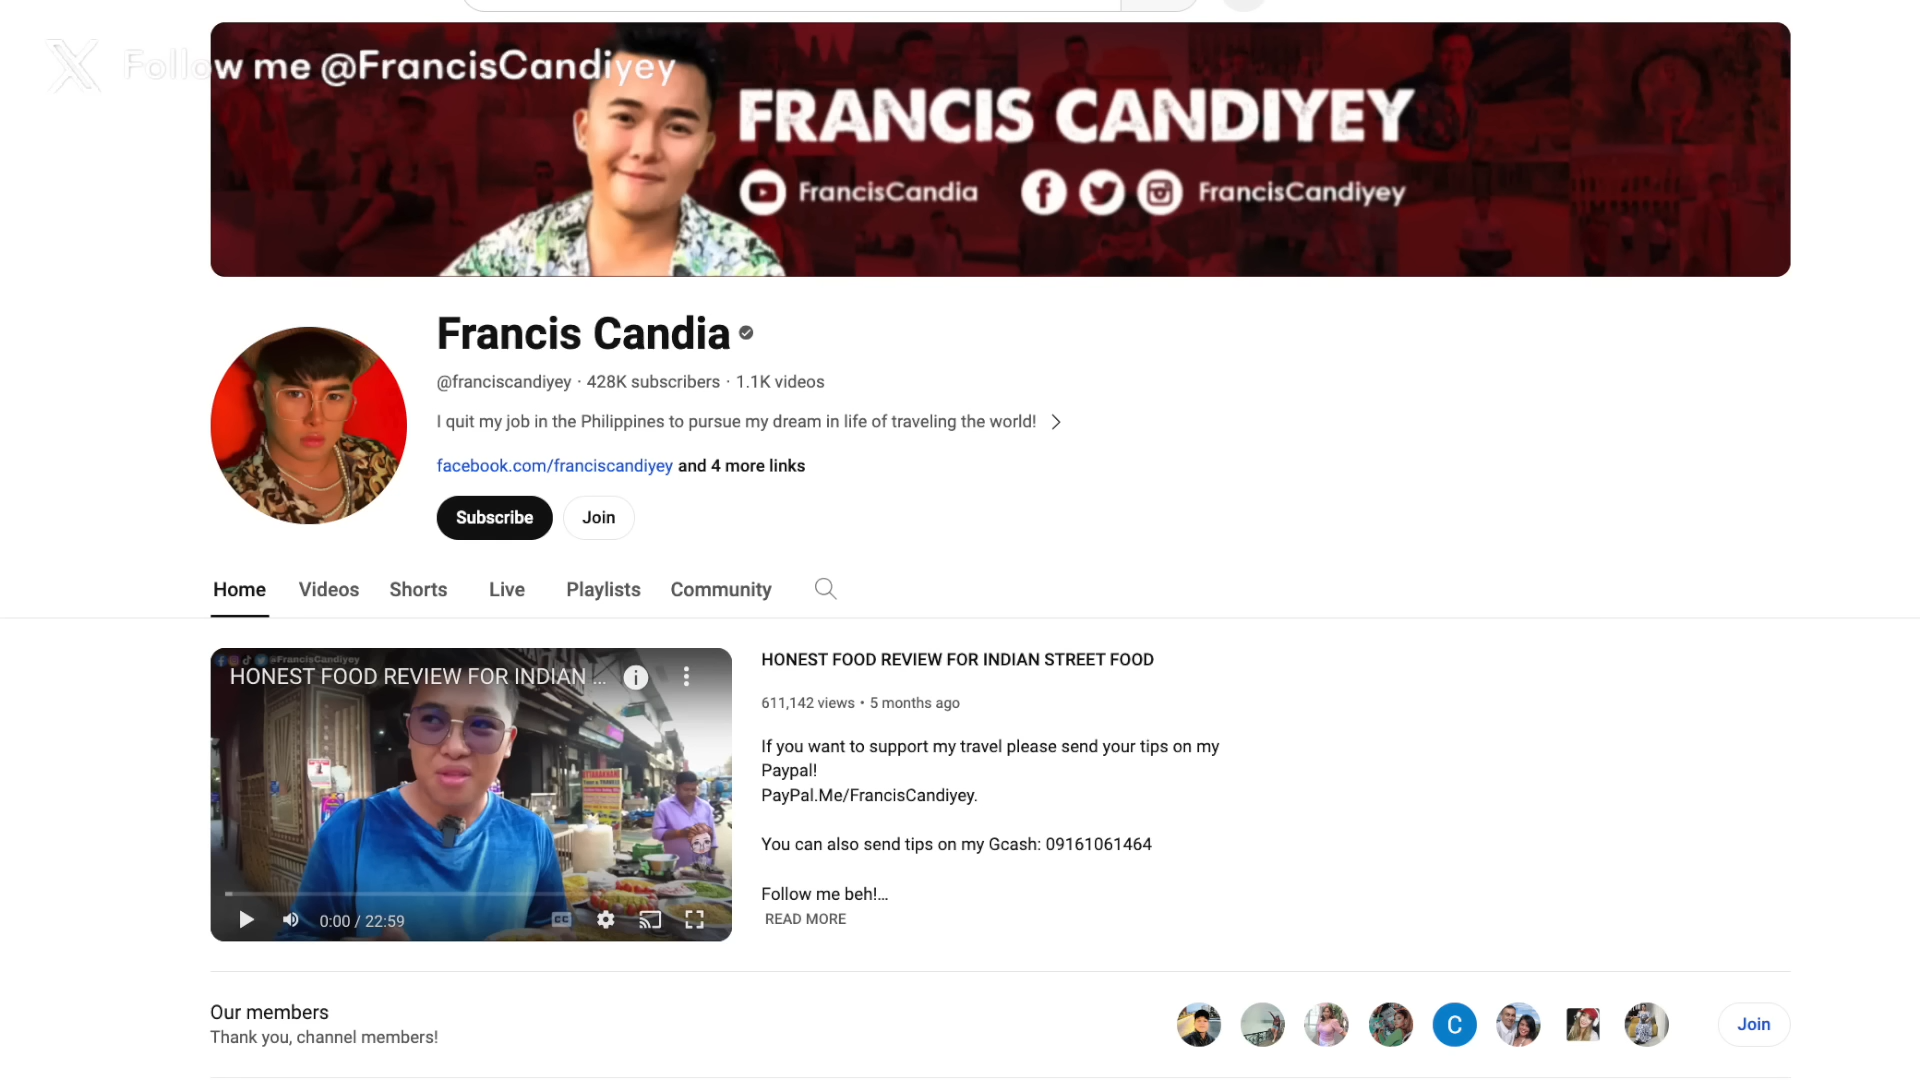 Follow me @FrancisCandiyey
FRANCIS CANDIYEY
FrancisCandia FrancisCandiyey
Francis Candia
@franciscandiyey · 428K subscribers · 1.1K videos
I quit my job in the Philippines to pursue my dream in life of traveling the world!
facebook.com/franciscandiyey and 4 more links
Subscribe Join
Home Videos Shorts Live Playlists Community
@FrancisCandiyey
HONEST FOOD REVIEW FOR INDIAN ...
0:00 / 22:59
CC
HONEST FOOD REVIEW FOR INDIAN STREET FOOD
611,142 views • 5 months ago
If you want to support my travel please send your tips on my
Paypal!
PayPal.Me/FrancisCandiyey.
You can also send tips on my Gcash: 09161061464
Follow me beh!...
READ MORE
Our members
Thank you, channel members!
C
Join